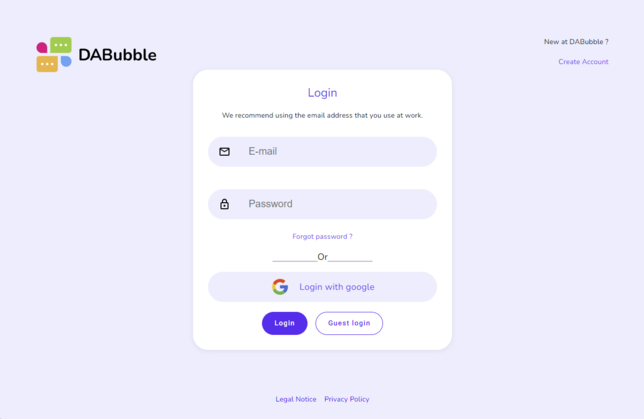 DABubble
New at DABubble ?
Create Account
Login
We recommend using the email address that you use at work.
E-mail
Password
Forgot password ?
__________Or__________
Login with google
Login
Guest login
Legal Notice
Privacy Policy